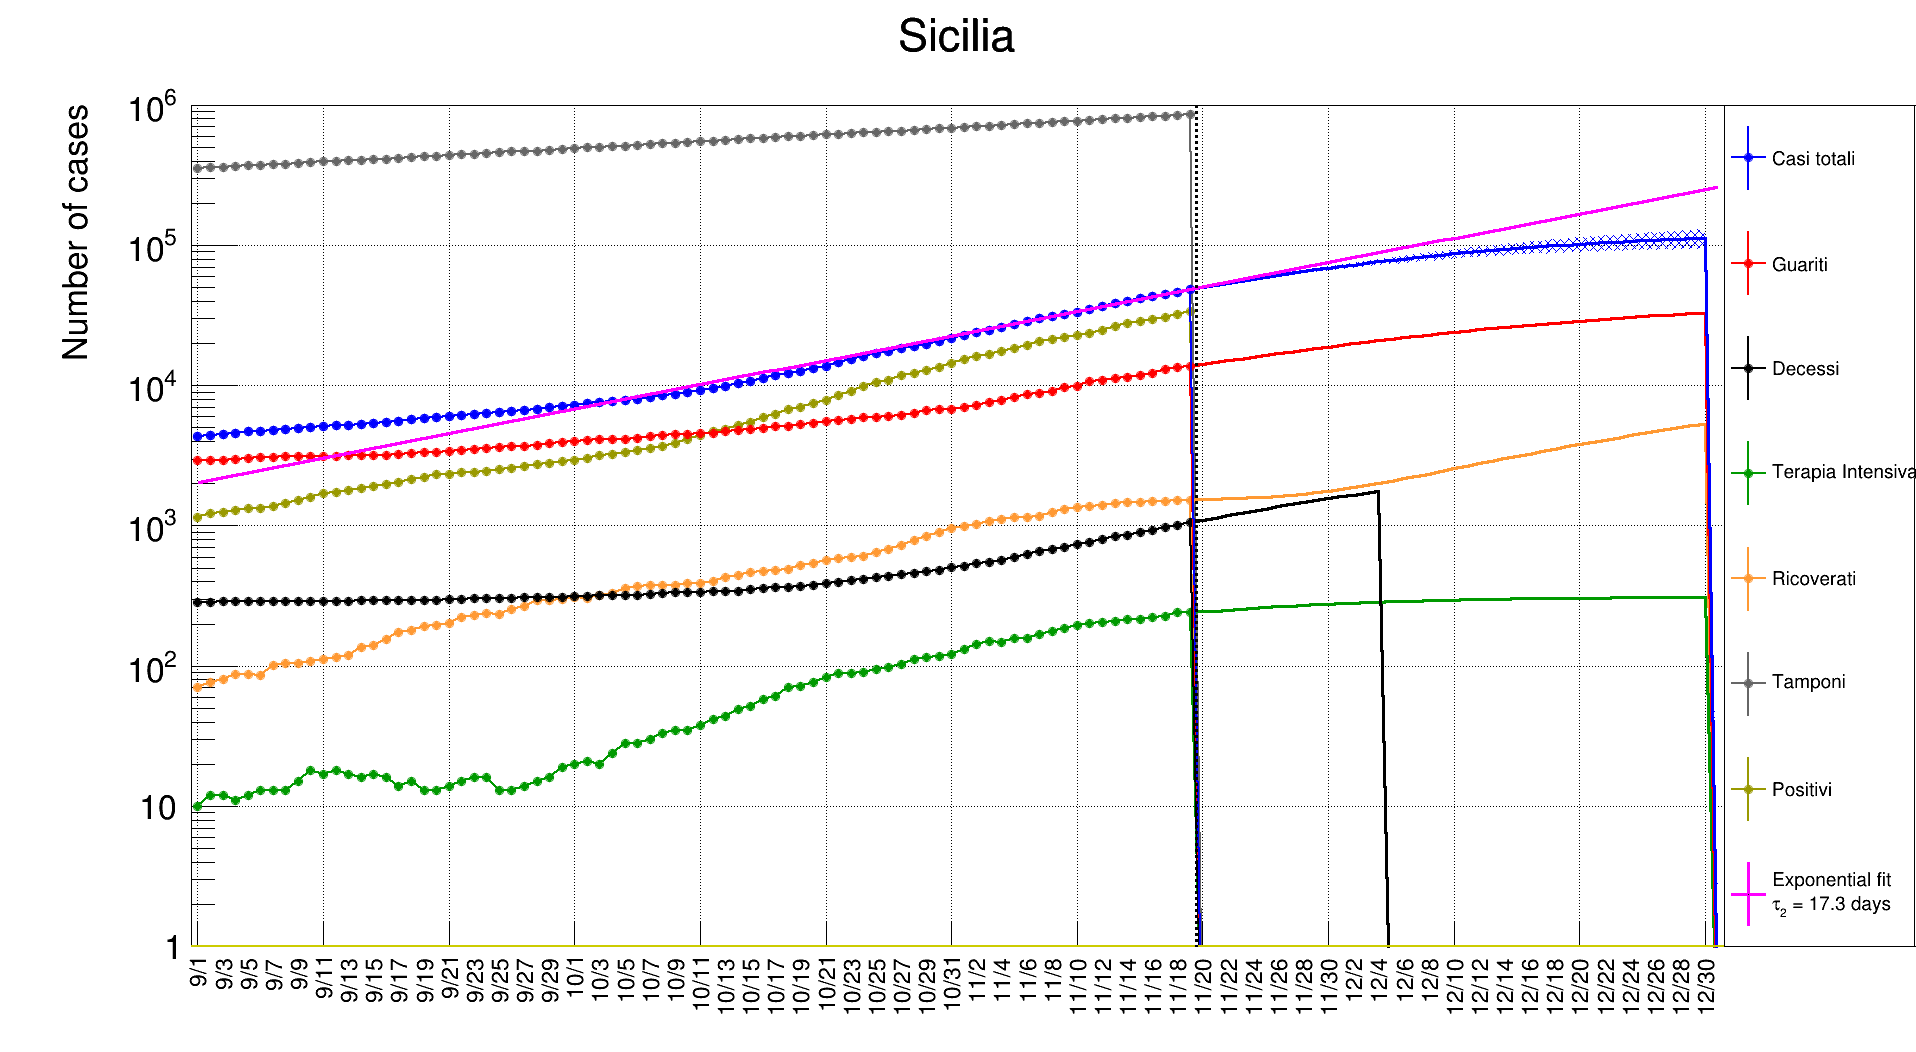 Sicilia
Number of cases
10^6
10^5
10^4
10^3
10^2
10
1
9/1 9/3 9/5 9/7 9/9 9/11 9/13 9/15 9/17 9/19 9/21 9/23 9/25 9/27 9/29 10/1 10/3 10/5 10/7 10/9 10/11 10/13 10/15 10/17 10/19 10/21 10/23 10/25 10/27 10/29 10/31 11/2 11/4 11/6 11/8 11/10 11/12 11/14 11/16 11/18 11/20 11/22 11/24 11/26 11/28 11/30 12/2 12/4 12/6 12/8 12/10 12/12 12/14 12/16 12/18 12/20 12/22 12/24 12/26 12/28 12/30
Casi totali
Guariti
Decessi
Terapia Intensiva
Ricoverati
Tamponi
Positivi
Exponential fit
τ_2 = 17.3 days